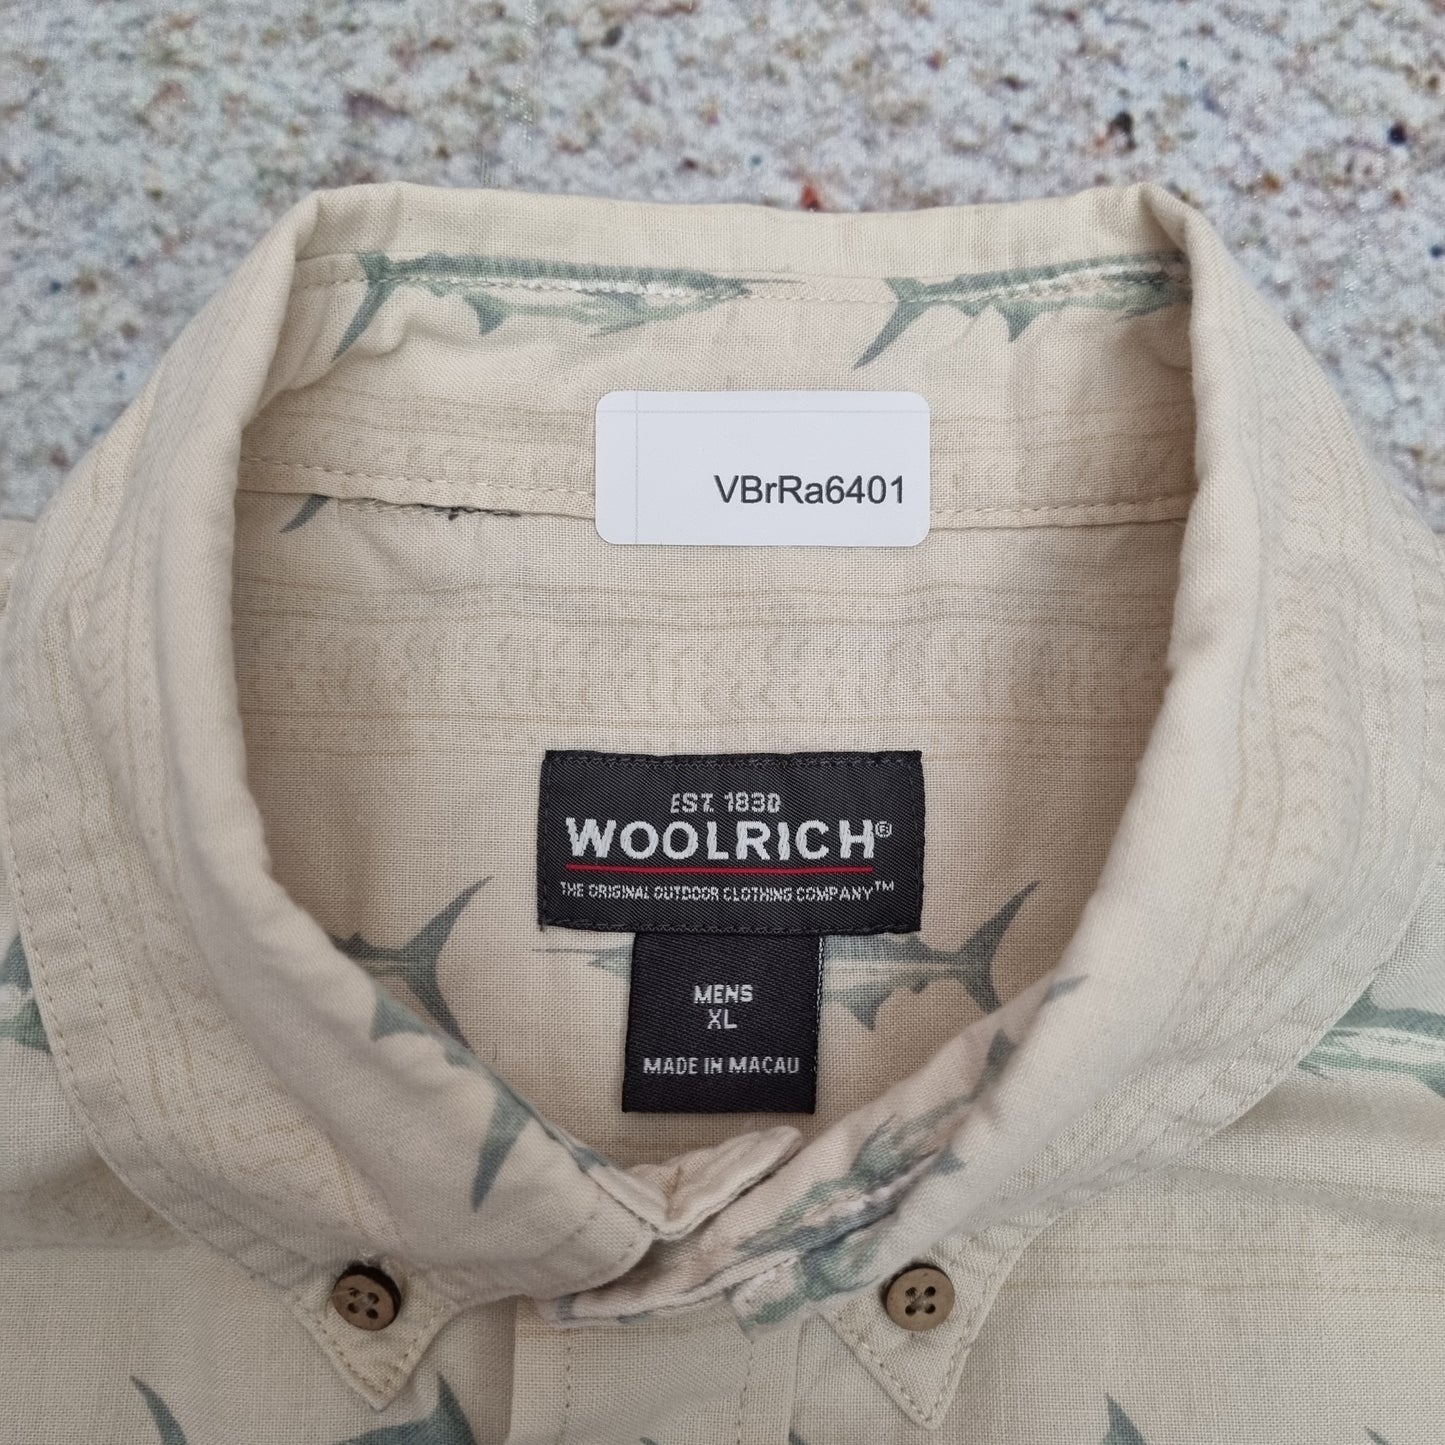 VBrRa6401
EST. 1830
WOOLRICH®
THE ORIGINAL OUTDOOR CLOTHING COMPANY™
MENS
XL
MADE IN MACAU